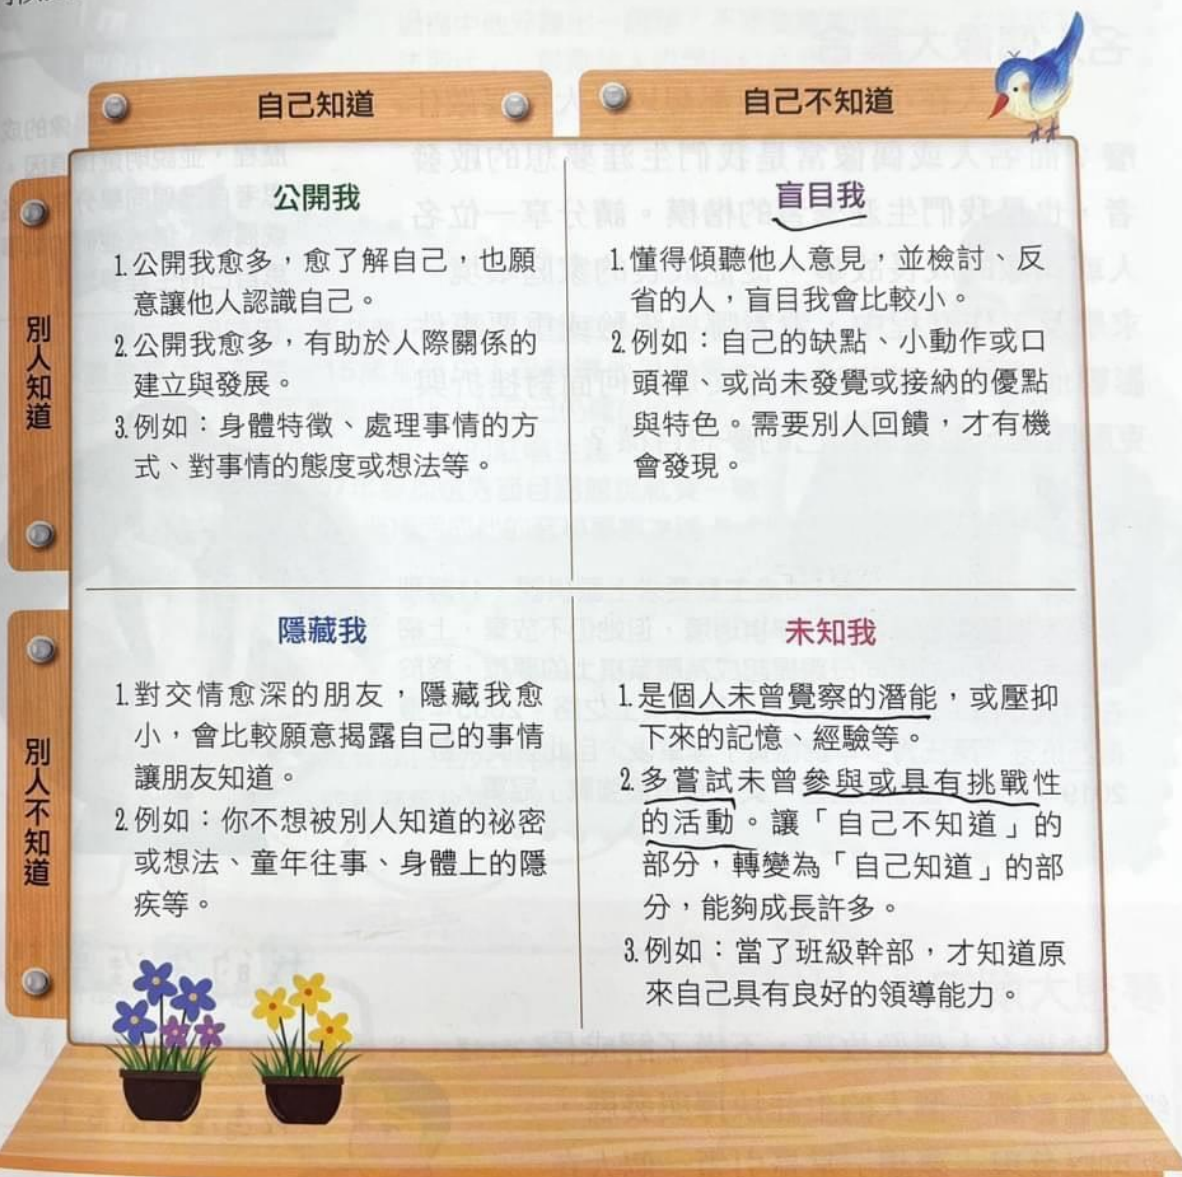 自己知道
自己不知道
別人知道
公開我
1.公開我愈多，愈了解自己，也願
意讓他人認識自己。
2.公開我愈多，有助於人際關係的
建立與發展。
3.例如：身體特徵、處理事情的方
式、對事情的態度或想法等。
盲目我
1.懂得傾聽他人意見，並檢討、反
省的人，盲目我會比較小。
2.例如：自己的缺點、小動作或口
頭禪、或尚未發覺或接納的優點
與特色。需要別人回饋，才有機
會發現。
別人不知道
隱藏我
1.對交情愈深的朋友，隱藏我愈
小，會比較願意揭露自己的事情
讓朋友知道。
2.例如：你不想被別人知道的祕密
或想法、童年往事、身體上的隱
疾等。
未知我
1.是個人未曾覺察的潛能，或壓抑
下來的記憶、經驗等。
2.多嘗試未曾參與或具有挑戰性
的活動。讓「自己不知道」的
部分，轉變為「自己知道」的部
分，能夠成長許多。
3.例如：當了班級幹部，才知道原
來自己具有良好的領導能力。